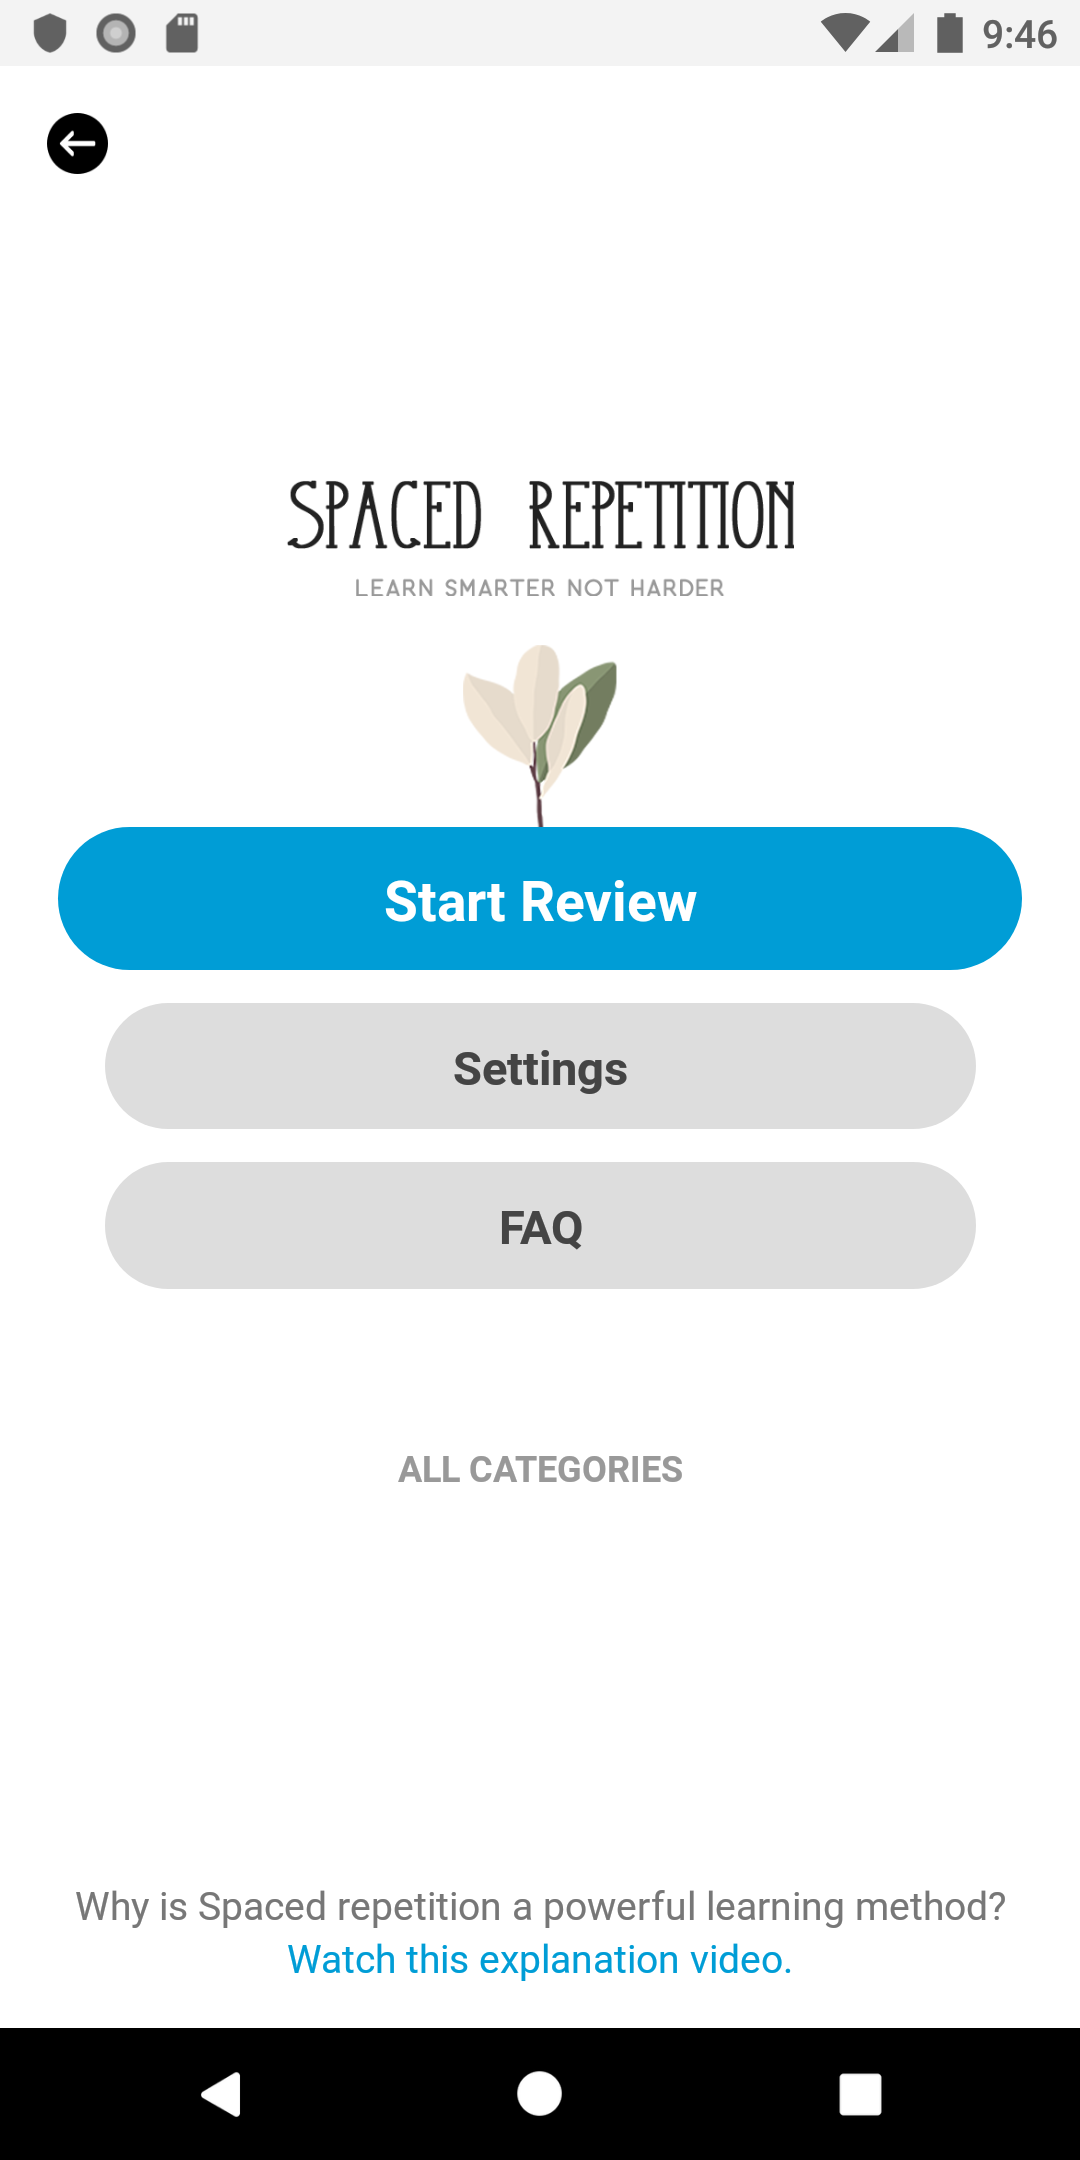 9:46
SPACED REPETITION
LEARN SMARTER NOT HARDER
Start Review
Settings
FAQ
ALL CATEGORIES
Why is Spaced repetition a powerful learning method?
Watch this explanation video.